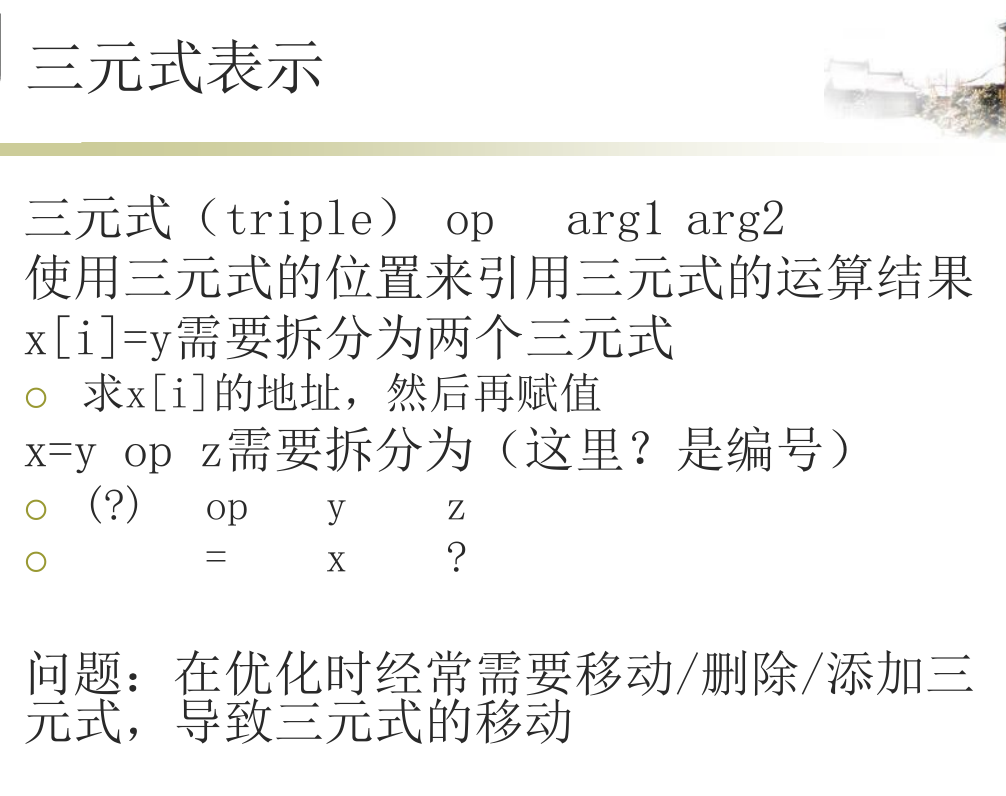 三元式表示
三元式（triple） op arg1 arg2
使用三元式的位置来引用三元式的运算结果
x[i]=y需要拆分为两个三元式
求x[i]的地址，然后再赋值
x=y op z需要拆分为（这里？是编号）
(?) op y z
= x ?
问题：在优化时经常需要移动/删除/添加三
元式，导致三元式的移动